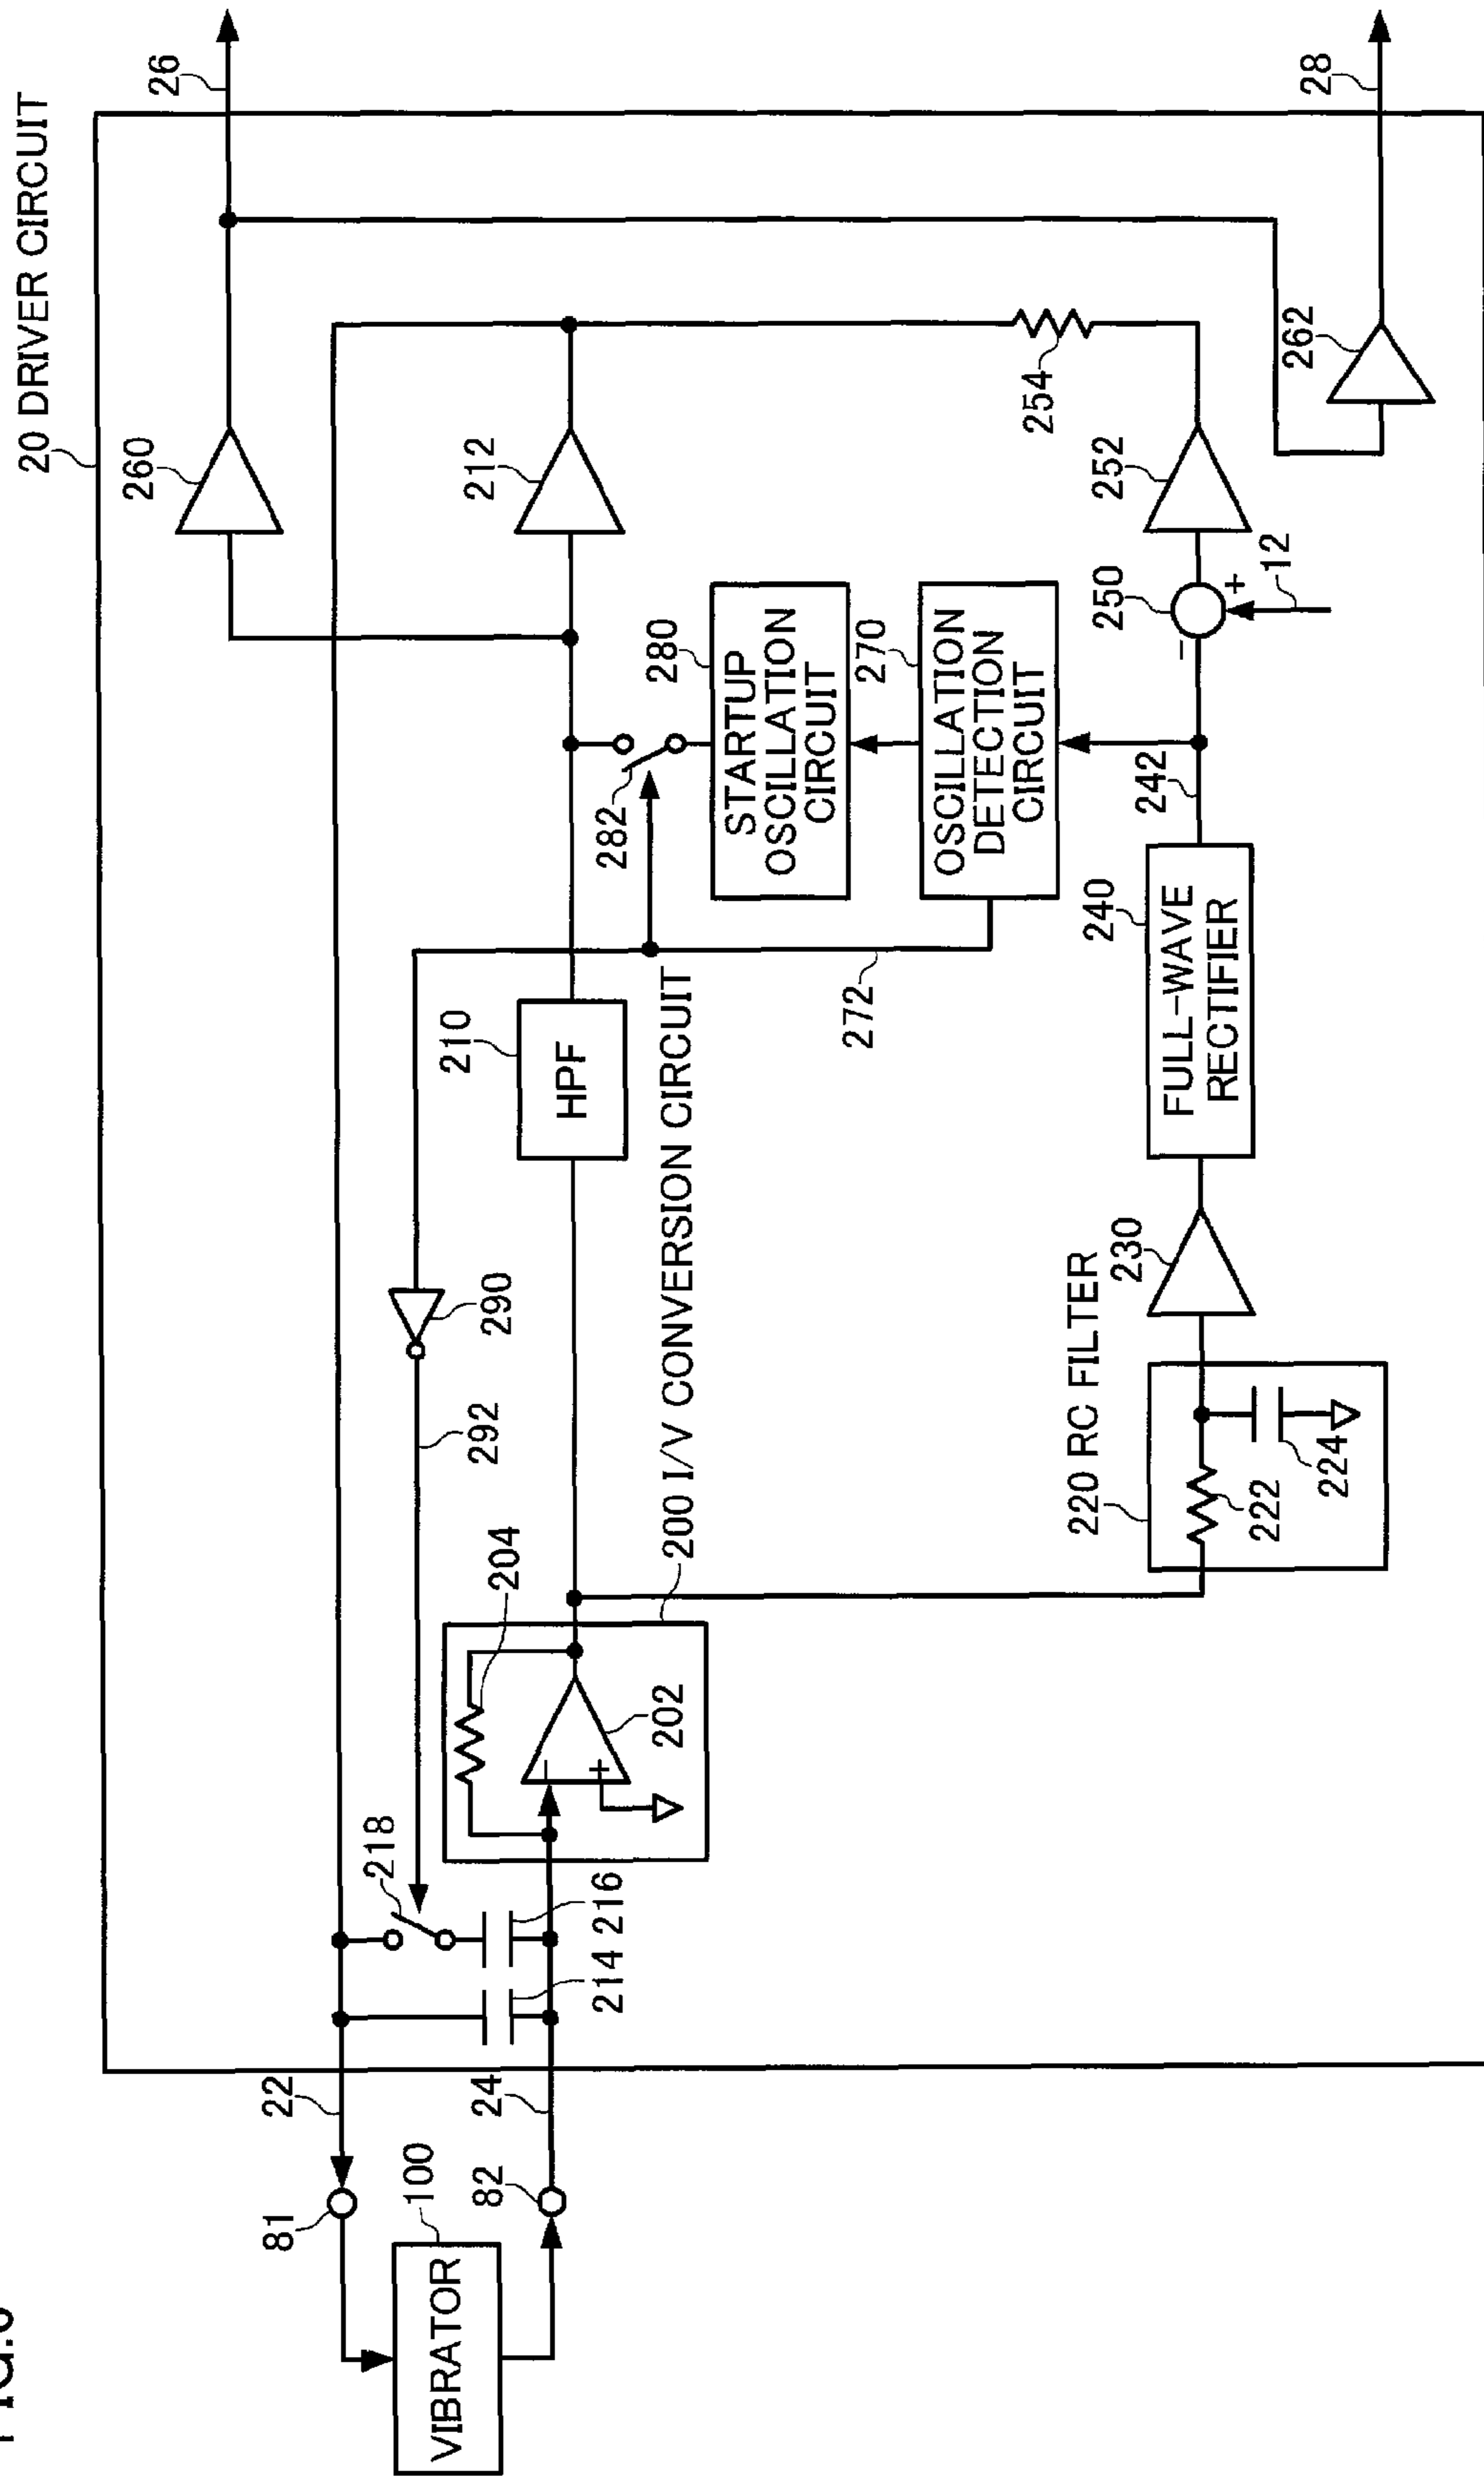 20 DRIVER CIRCUIT
26
28
260
212
254
262
252
250
12
+
-
280
STARTUP
OSCILLATION
CIRCUIT
270
OSCILLATION
DETECTION
CIRCUIT
282
242
272
210
HPF
240
FULL-WAVE
RECTIFIER
290
292
200 I/V CONVERSION CIRCUIT
204
202
-
+
220 RC FILTER
230
222
224
218
216
214
22
24
81
82
100
VIBRATOR